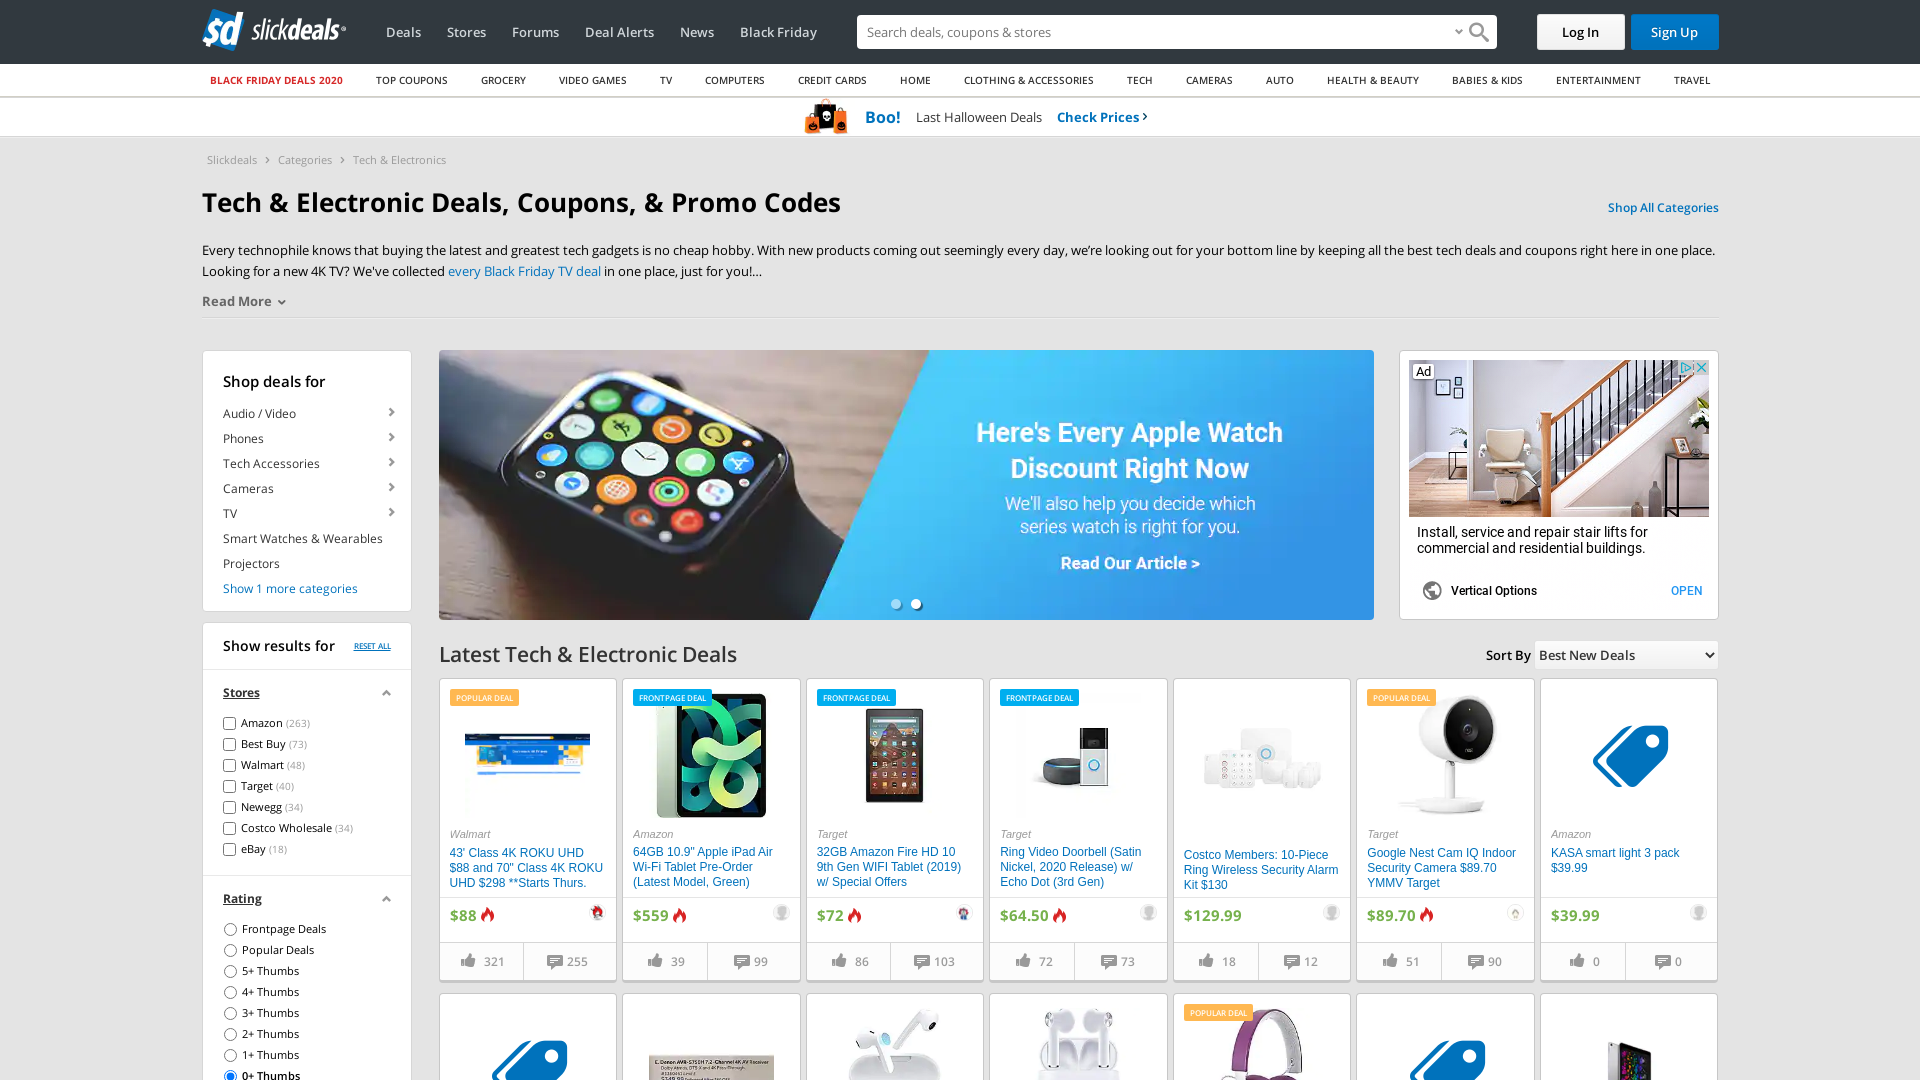 sd slickdeals
Deals
Stores
Forums
Deal Alerts
News
Black Friday
Search deals, coupons & stores
Log In
Sign Up
BLACK FRIDAY DEALS 2020
TOP COUPONS
GROCERY
VIDEO GAMES
TV
COMPUTERS
CREDIT CARDS
HOME
CLOTHING & ACCESSORIES
TECH
CAMERAS
AUTO
HEALTH & BEAUTY
BABIES & KIDS
ENTERTAINMENT
TRAVEL
Boo! Last Halloween Deals Check Prices
Slickdeals > Categories > Tech & Electronics
Tech & Electronic Deals, Coupons, & Promo Codes
Shop All Categories
Every technophile knows that buying the latest and greatest tech gadgets is no cheap hobby. With new products coming out seemingly every day, we’re looking out for your bottom line by keeping all the best tech deals and coupons right here in one place.
Looking for a new 4K TV? We've collected every Black Friday TV deal in one place, just for you!…
Read More
Shop deals for
Audio / Video
Phones
Tech Accessories
Cameras
TV
Smart Watches & Wearables
Projectors
Show 1 more categories
Show results for
RESET ALL
Stores
Amazon (263)
Best Buy (73)
Walmart (48)
Target (40)
Newegg (34)
Costco Wholesale (34)
eBay (18)
Rating
Frontpage Deals
Popular Deals
5+ Thumbs
4+ Thumbs
3+ Thumbs
2+ Thumbs
1+ Thumbs
0+ Thumbs
Here's Every Apple Watch
Discount Right Now
We'll also help you decide which
series watch is right for you.
Read Our Article >
Ad
Install, service and repair stair lifts for
commercial and residential buildings.
Vertical Options
OPEN
Latest Tech & Electronic Deals
Sort By Best New Deals
POPULAR DEAL
Walmart
43' Class 4K ROKU UHD
$88 and 70" Class 4K ROKU
UHD $298 **Starts Thurs.
$88
321
255
FRONTPAGE DEAL
Amazon
64GB 10.9" Apple iPad Air
Wi-Fi Tablet Pre-Order
(Latest Model, Green)
$559
39
99
FRONTPAGE DEAL
Target
32GB Amazon Fire HD 10
9th Gen WIFI Tablet (2019)
w/ Special Offers
$72
86
103
FRONTPAGE DEAL
Target
Ring Video Doorbell (Satin
Nickel, 2020 Release) w/
Echo Dot (3rd Gen)
$64.50
72
73
Costco Members: 10-Piece
Ring Wireless Security Alarm
Kit $130
$129.99
18
12
POPULAR DEAL
Target
Google Nest Cam IQ Indoor
Security Camera $89.70
YMMV Target
$89.70
51
90
Amazon
KASA smart light 3 pack
$39.99
$39.99
0
0
E. Denon AVR-S750H 7.2-Channel 4K AV Receiver
POPULAR DEAL